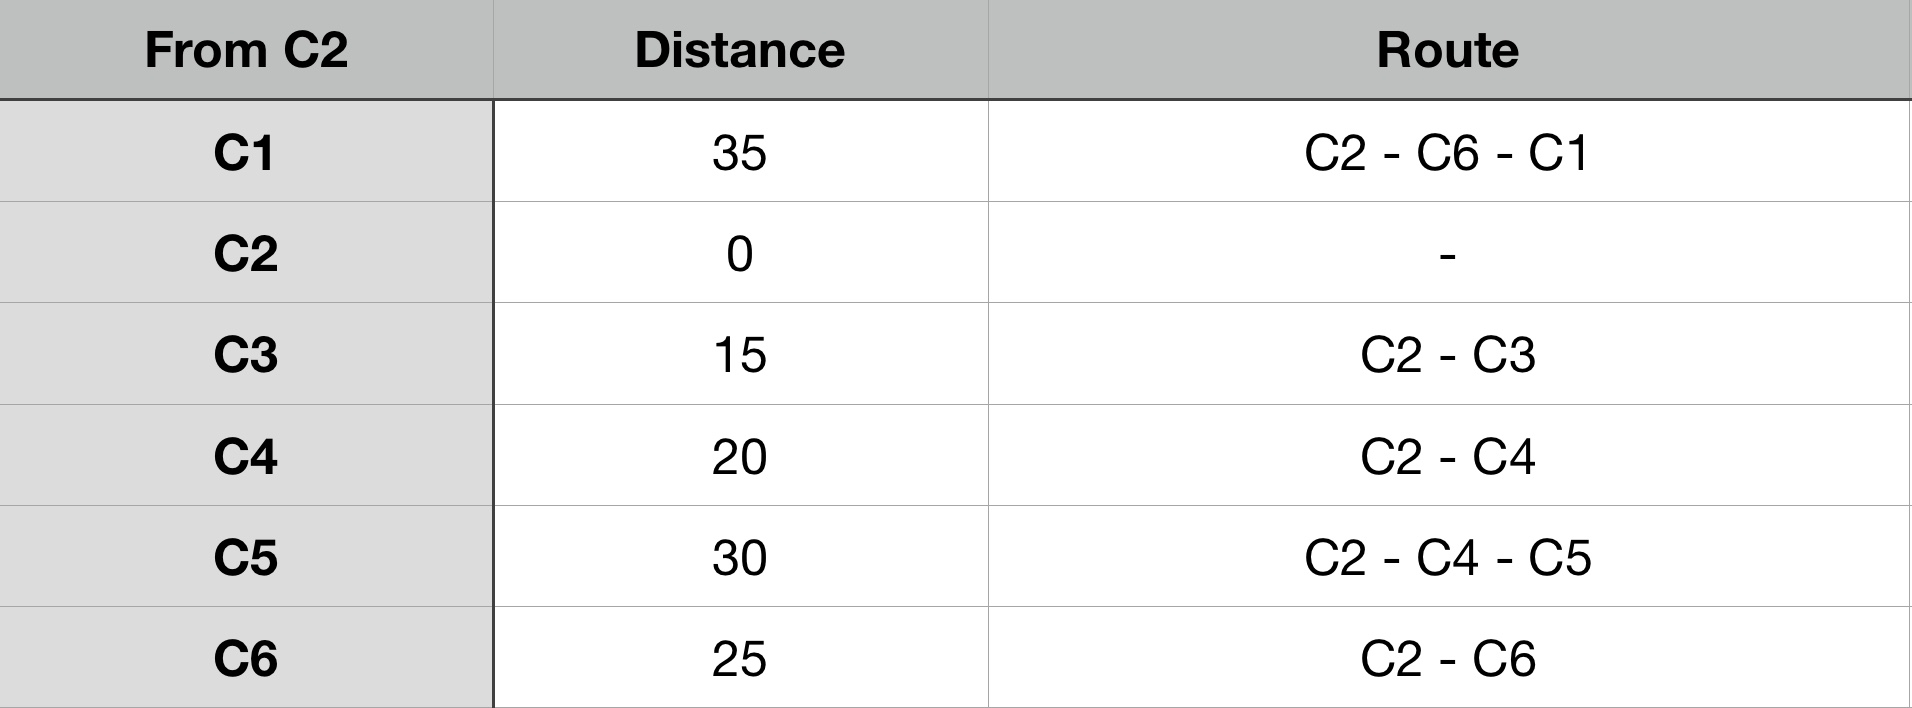 From C2 Distance Route
C1 35 C2 - C6 - C1
C2 0 -
C3 15 C2 - C3
C4 20 C2 - C4
C5 30 C2 - C4 - C5
C6 25 C2 - C6